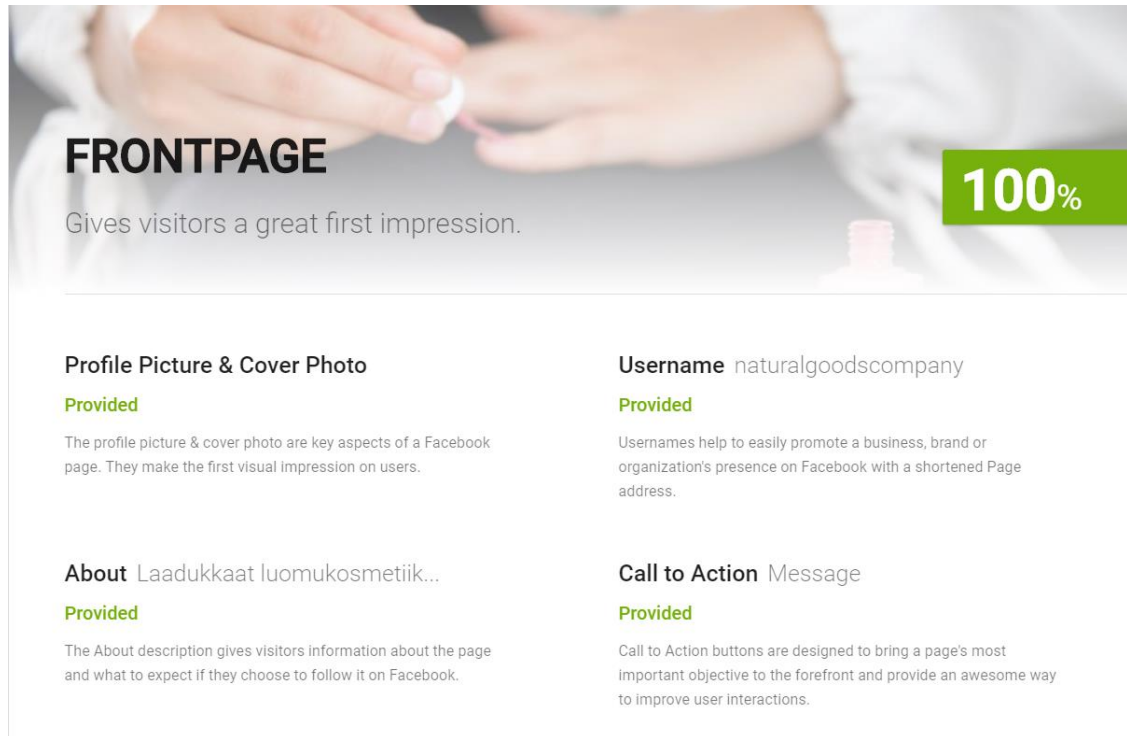 FRONTPAGE
Gives visitors a great first impression.
100%
Profile Picture & Cover Photo
Provided
The profile picture & cover photo are key aspects of a Facebook
page. They make the first visual impression on users.
Username naturalgoodscompany
Provided
Usernames help to easily promote a business, brand or
organization's presence on Facebook with a shortened Page
address.
About Laadukkaat luomukosmetiik...
Provided
The About description gives visitors information about the page
and what to expect if they choose to follow it on Facebook.
Call to Action Message
Provided
Call to Action buttons are designed to bring a page's most
important objective to the forefront and provide an awesome way
to improve user interactions.